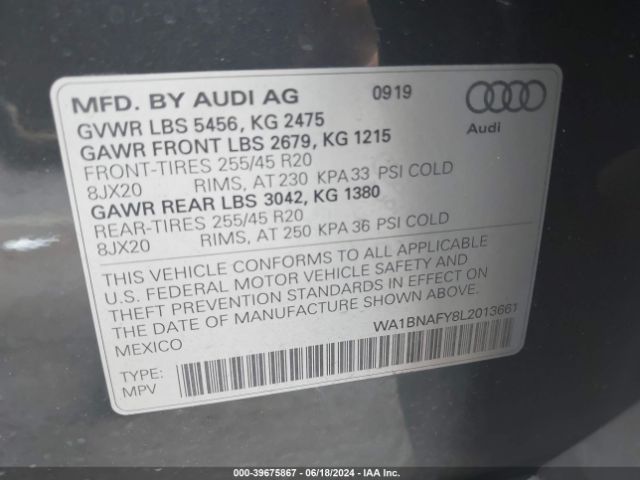 MFD. BY AUDI AG 0919
Audi
GVWR LBS 5456, KG 2475
GAWR FRONT LBS 2679, KG 1215
FRONT-TIRES 255/45 R20
8JX20 RIMS, AT 230 KPA 33 PSI COLD
GAWR REAR LBS 3042, KG 1380
REAR-TIRES 255/45 R20
8JX20 RIMS, AT 250 KPA 36 PSI COLD
THIS VEHICLE CONFORMS TO ALL APPLICABLE
U.S. FEDERAL MOTOR VEHICLE SAFETY AND
THEFT PREVENTION STANDARDS IN EFFECT ON
THE DATE OF MANUFACTURE SHOWN ABOVE.
MEXICO WA1BNAFY8L2013661
TYPE:
MPV
000-39675867 - 06/18/2024 - IAA Inc.